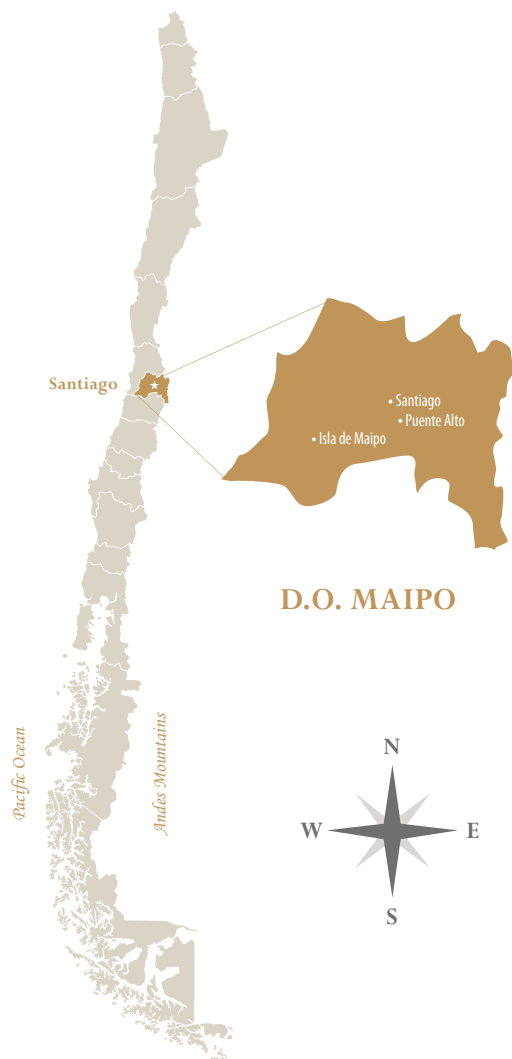 Santiago
• Santiago
• Puente Alto
• Isla de Maipo
D.O. MAIPO
Pacific Ocean
Andes Mountains
N
W
E
S